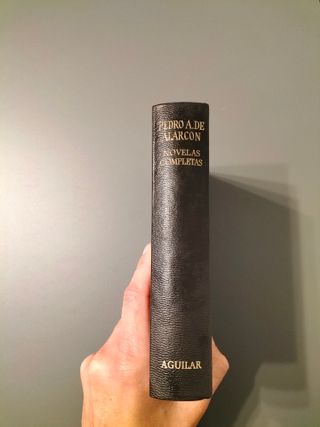 PEDRO A. DE
ALARCON
NOVELAS
COMPLETAS
AGUILAR